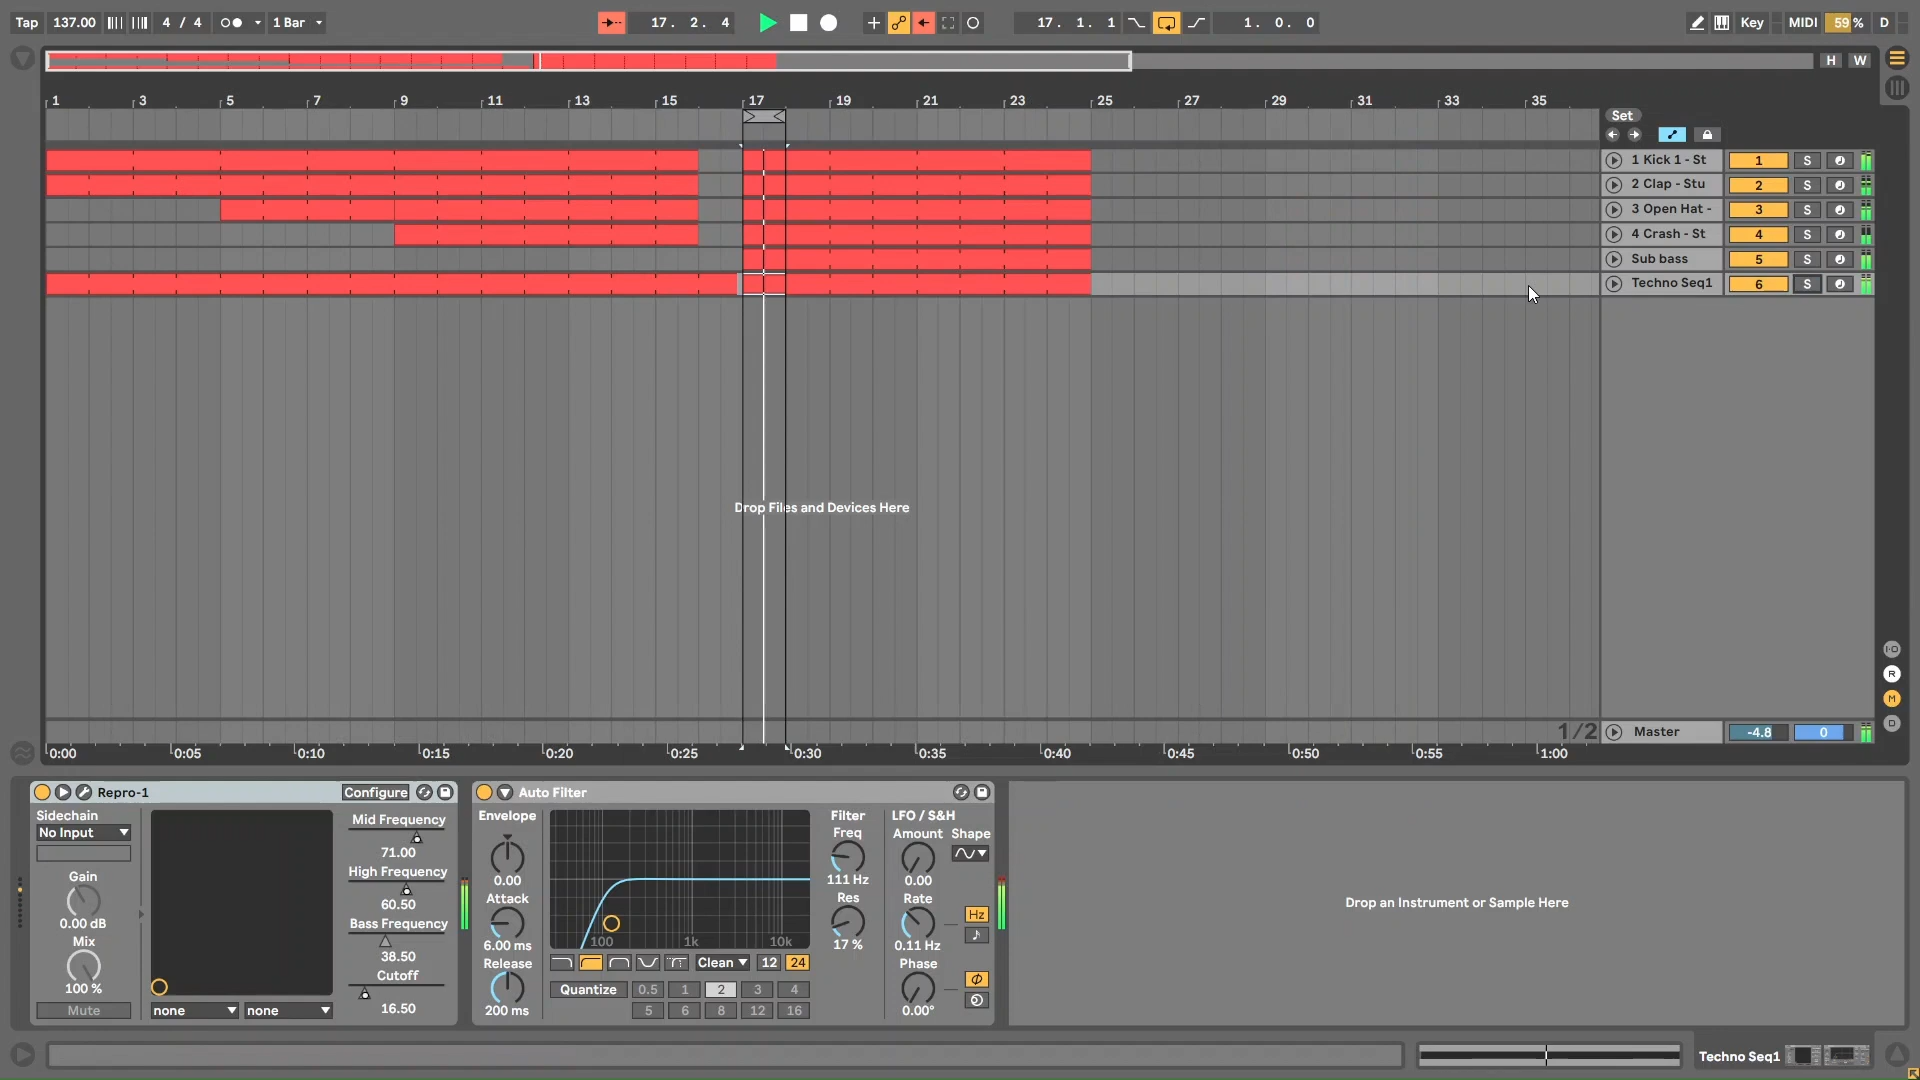 Tap 137.00 4 / 4 1 Bar 17. 2. 4 17. 1. 1 1. 0. 0 Key MIDI 59 % D
H W
1 3 5 7 9 11 13 15 17 19 21 23 25 27 29 31 33 35
Set
1 Kick 1 - St 1 S
2 Clap - Stu 2 S
3 Open Hat - 3 S
4 Crash - St 4 S
Sub bass 5 S
Techno Seq1 6 S
Drop Files and Devices Here
I·O
R
M
D
1/2 Master -4.8 0
0:00 0:05 0:10 0:15 0:20 0:25 0:30 0:35 0:40 0:45 0:50 0:55 1:00
Repro-1 Configure
Sidechain
No Input
Gain
0.00 dB
Mix
100 %
Mute
none none
Mid Frequency
71.00
High Frequency
60.50
Bass Frequency
38.50
Cutoff
16.50
Auto Filter
Envelope
0.00
Attack
6.00 ms
Release
200 ms
100 1k 10k
Clean 12 24
Quantize 0.5 1 2 3 4
5 6 8 12 16
Filter
Freq
111 Hz
Res
17 %
LFO / S&H
Amount Shape
0.00
Rate
Hz
0.11 Hz
Phase
0.00°
Drop an Instrument or Sample Here
Techno Seq1